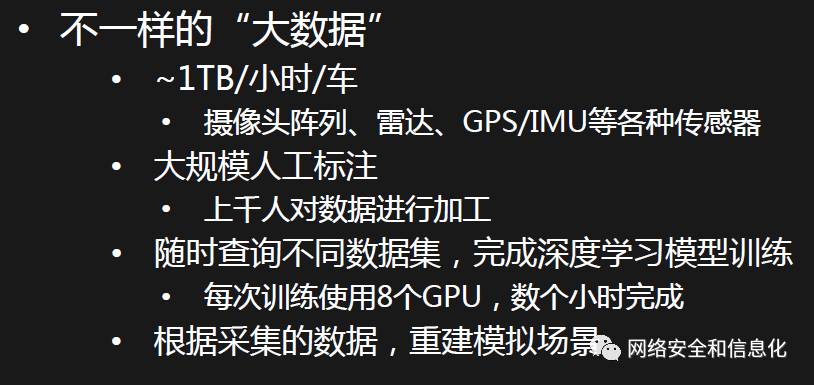 • 不一样的“大数据”
• ~1TB/小时/车
• 摄像头阵列、雷达、GPS/IMU等各种传感器
• 大规模人工标注
• 上千人对数据进行加工
• 随时查询不同数据集，完成深度学习模型训练
• 每次训练使用8个GPU，数个小时完成
• 根据采集的数据，重建模拟场景
网络安全和信息化